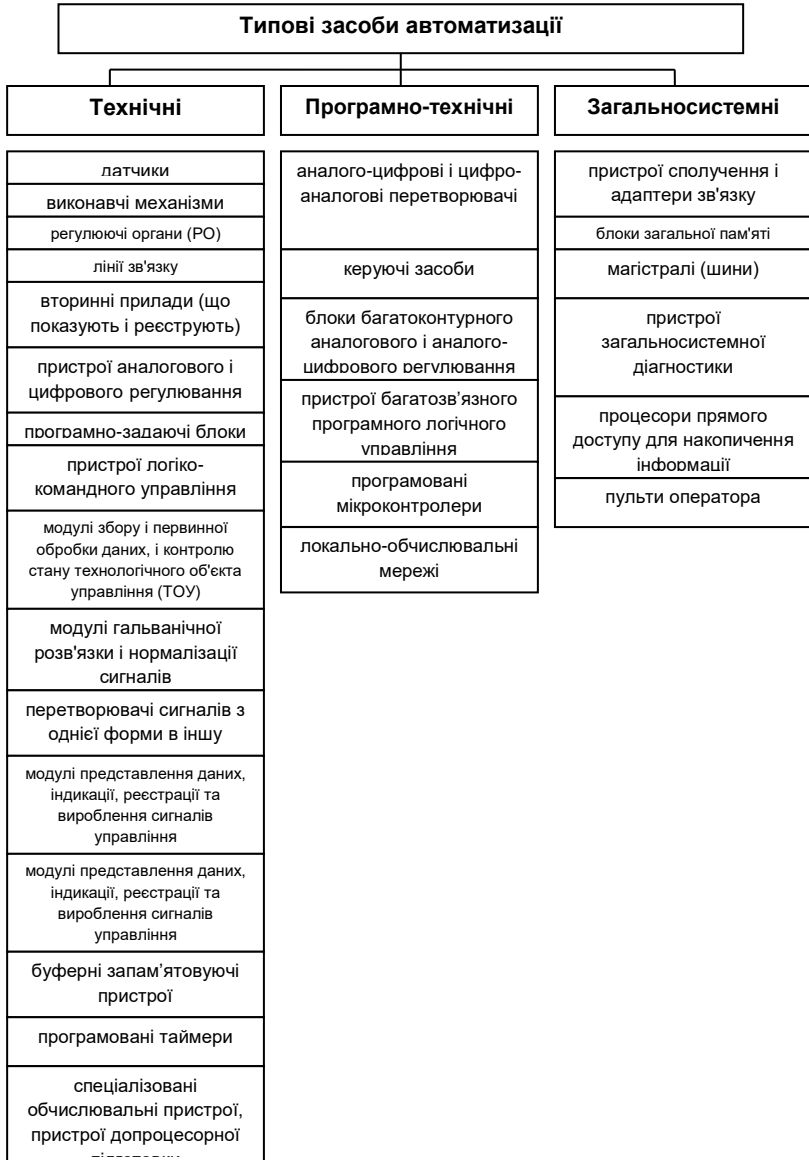 Типові засоби автоматизації
Технічні
датчики
виконавчі механізми
регулюючі органи (РО)
лінії зв'язку
вторинні прилади (що
показують і реєструють)
пристрої аналогового і
цифрового регулювання
програмно-задаючі блоки
пристрої логіко-
командного управління
модулі збору і первинної
обробки даних, і контролю
стану технологічного об'єкта
управління (ТОУ)
модулі гальванічної
розв'язки і нормалізації
сигналів
перетворювачі сигналів з
однієї форми в іншу
модулі представлення даних,
індикації, реєстрації та
вироблення сигналів
управління
модулі представлення даних,
індикації, реєстрації та
вироблення сигналів
управління
буферні запам’ятовуючі
пристрої
програмовані таймери
спеціалізовані
обчислювальні пристрої,
пристрої допроцесорної
Програмно-технічні
аналого-цифрові і цифро-
аналогові перетворювачі
керуючі засоби
блоки багатоконтурного
аналогового і аналого-
цифрового регулювання
пристрої багатозв’язного
програмного логічного
управління
програмовані
мікроконтролери
локально-обчислювальні
мережі
Загальносистемні
пристрої сполучення і
адаптери зв'язку
блоки загальної пам'яті
магістралі (шини)
пристрої
загальносистемної
діагностики
процесори прямого
доступу для накопичення
інформації
пульти оператора